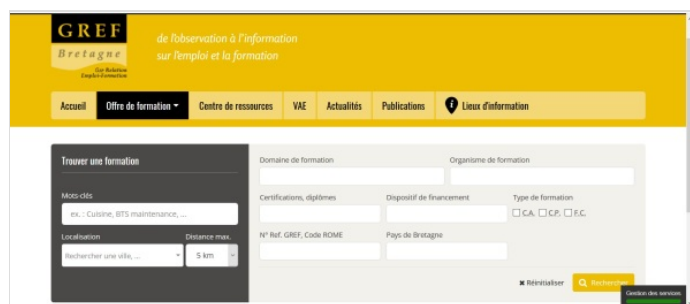 GREF
Bretagne
Gip Relation
Emploi-Formation
de l'observation à l'information
sur l'emploi et la formation
Accueil Offre de formation Centre de ressources VAE Actualités Publications i Lieux d'information
Trouver une formation
Mots-clés
ex. : Cuisine, BTS maintenance, ...
Localisation Distance max.
Rechercher une ville, ... 5 km
Domaine de formation Organisme de formation
Certifications, diplômes Dispositif de financement Type de formation
C.A. C.P. F.C.
N° Ref. GREF, Code ROME Pays de Bretagne
Réinitialiser Rechercher
Gestion des services